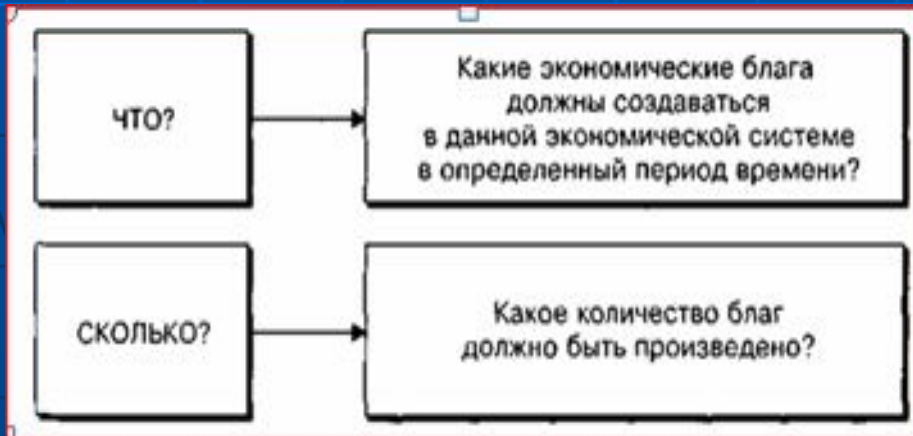 ЧТО?
Какие экономические блага
должны создаваться
в данной экономической системе
в определенный период времени?
СКОЛЬКО?
Какое количество благ
должно быть произведено?